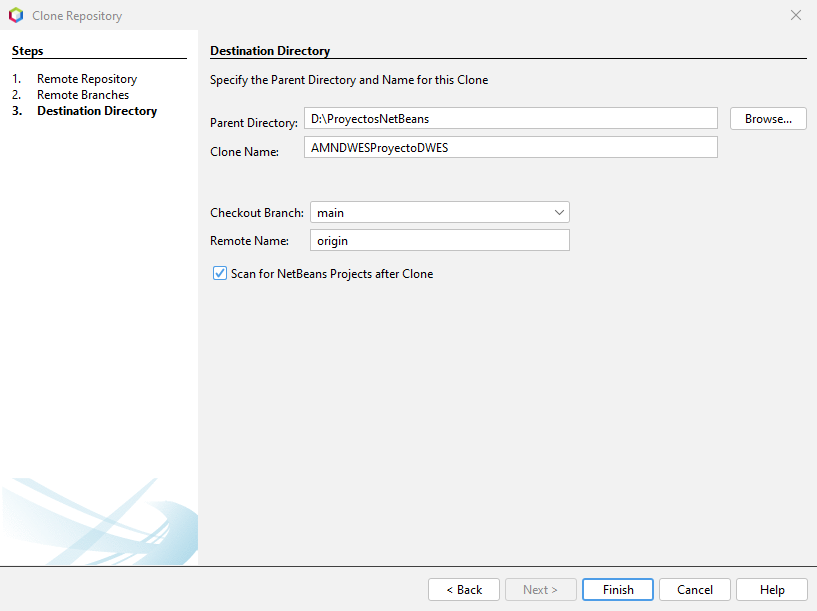 Clone Repository
Steps
1. Remote Repository
2. Remote Branches
3. Destination Directory
Destination Directory
Specify the Parent Directory and Name for this Clone
Parent Directory: D:\ProyectosNetBeans Browse...
Clone Name: AMNDWESProyectoDWES
Checkout Branch: main
Remote Name: origin
Scan for NetBeans Projects after Clone
< Back Next > Finish Cancel Help